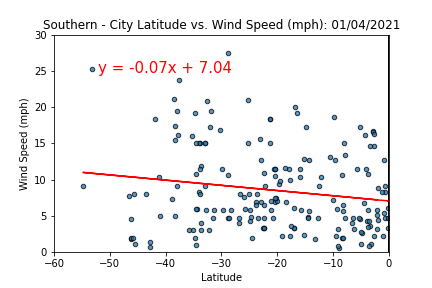 Southern - City Latitude vs. Wind Speed (mph): 01/04/2021
30
25
20
15
10
5
0
Wind Speed (mph)
y = -0.07x + 7.04
−60 −50 −40 −30 −20 −10 0
Latitude